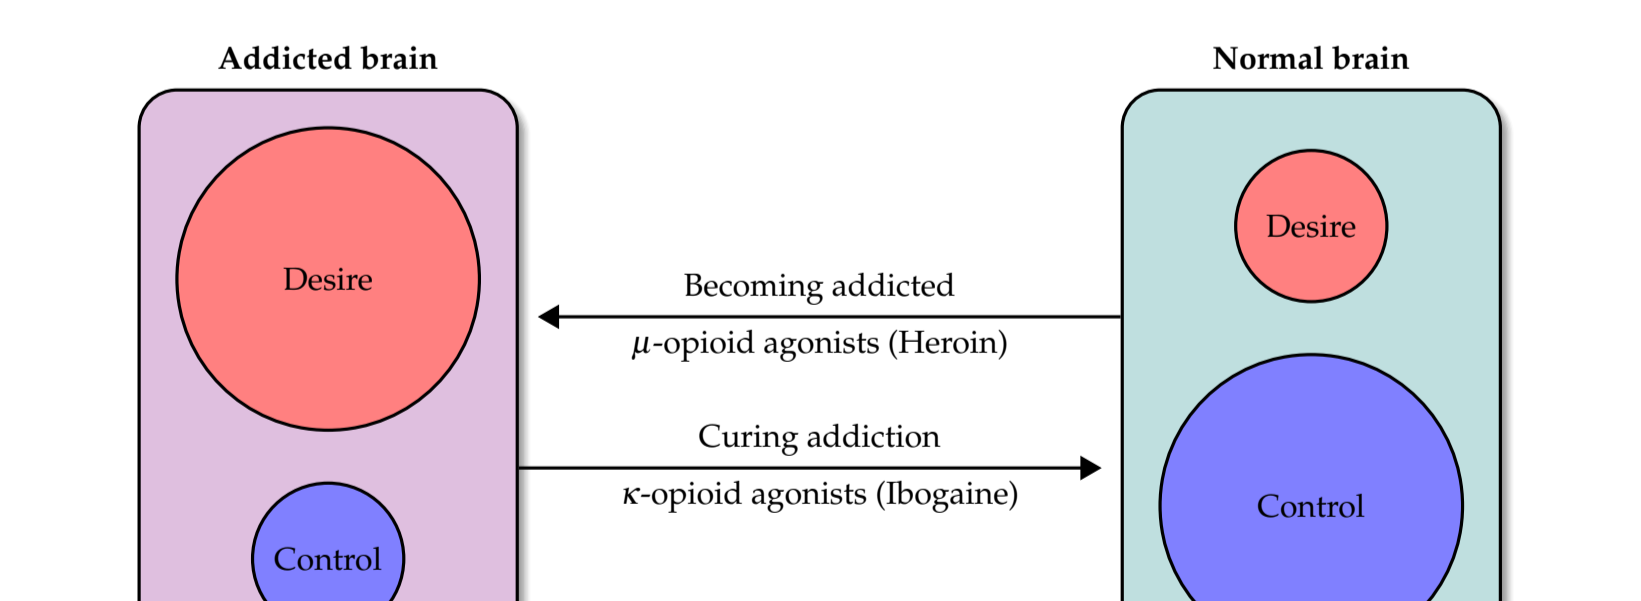 Addicted brain
Normal brain
Desire
Desire
Becoming addicted
μ-opioid agonists (Heroin)
Curing addiction
κ-opioid agonists (Ibogaine)
Control
Control